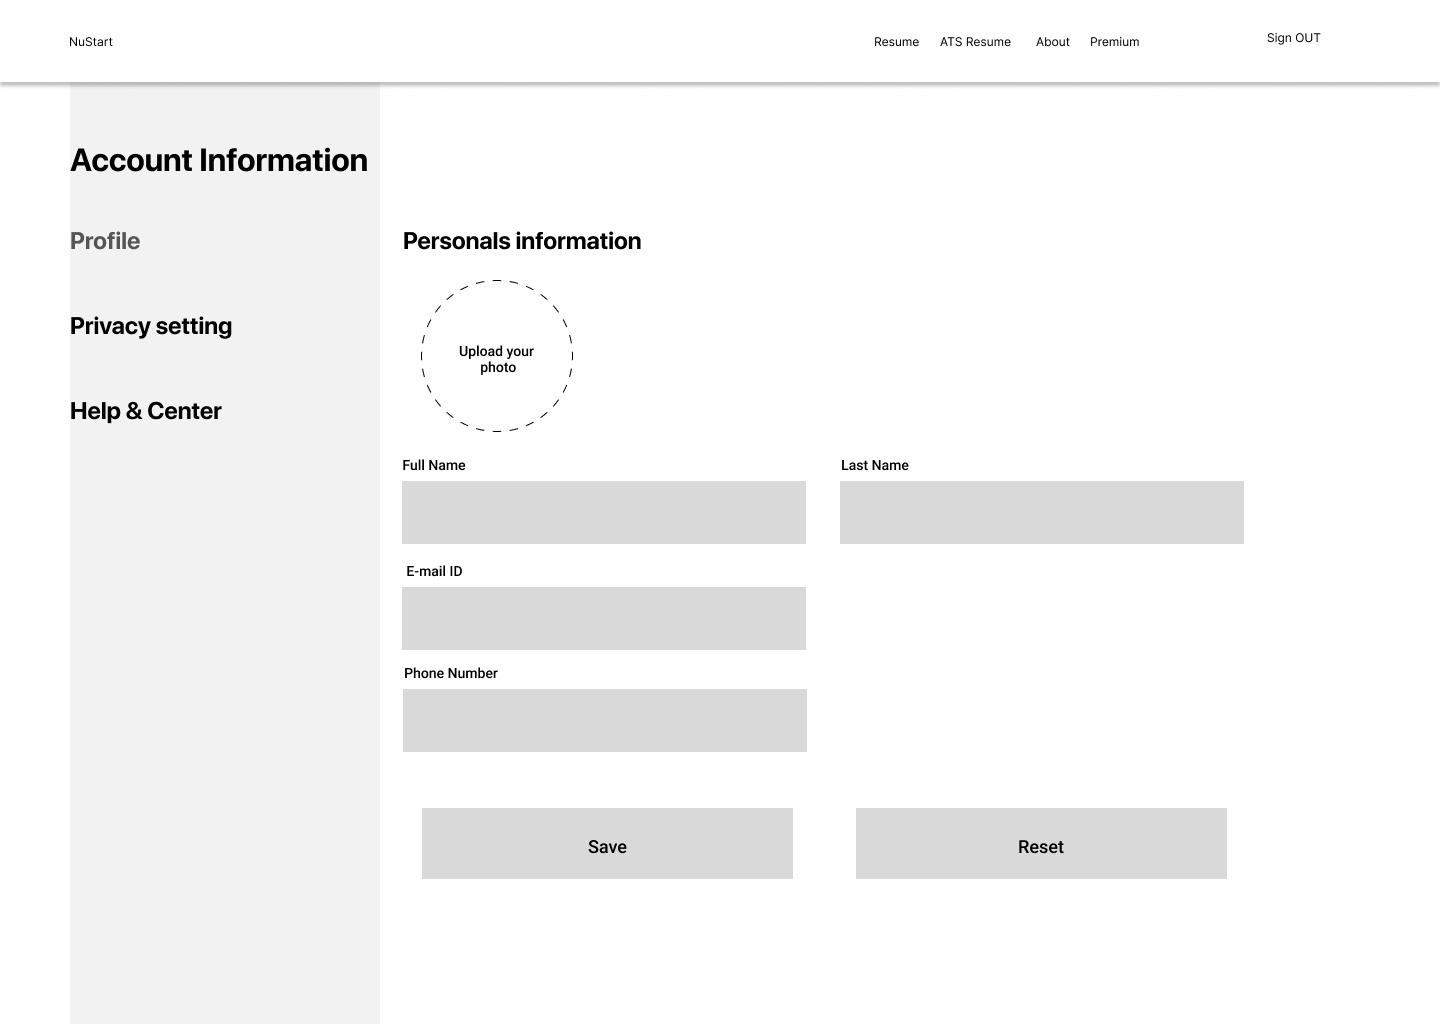 NuStart
Resume
ATS Resume
About
Premium
Sign OUT
Account Information
Profile
Privacy setting
Help & Center
Personals information
Upload your
photo
Full Name
Last Name
E-mail ID
Phone Number
Save
Reset